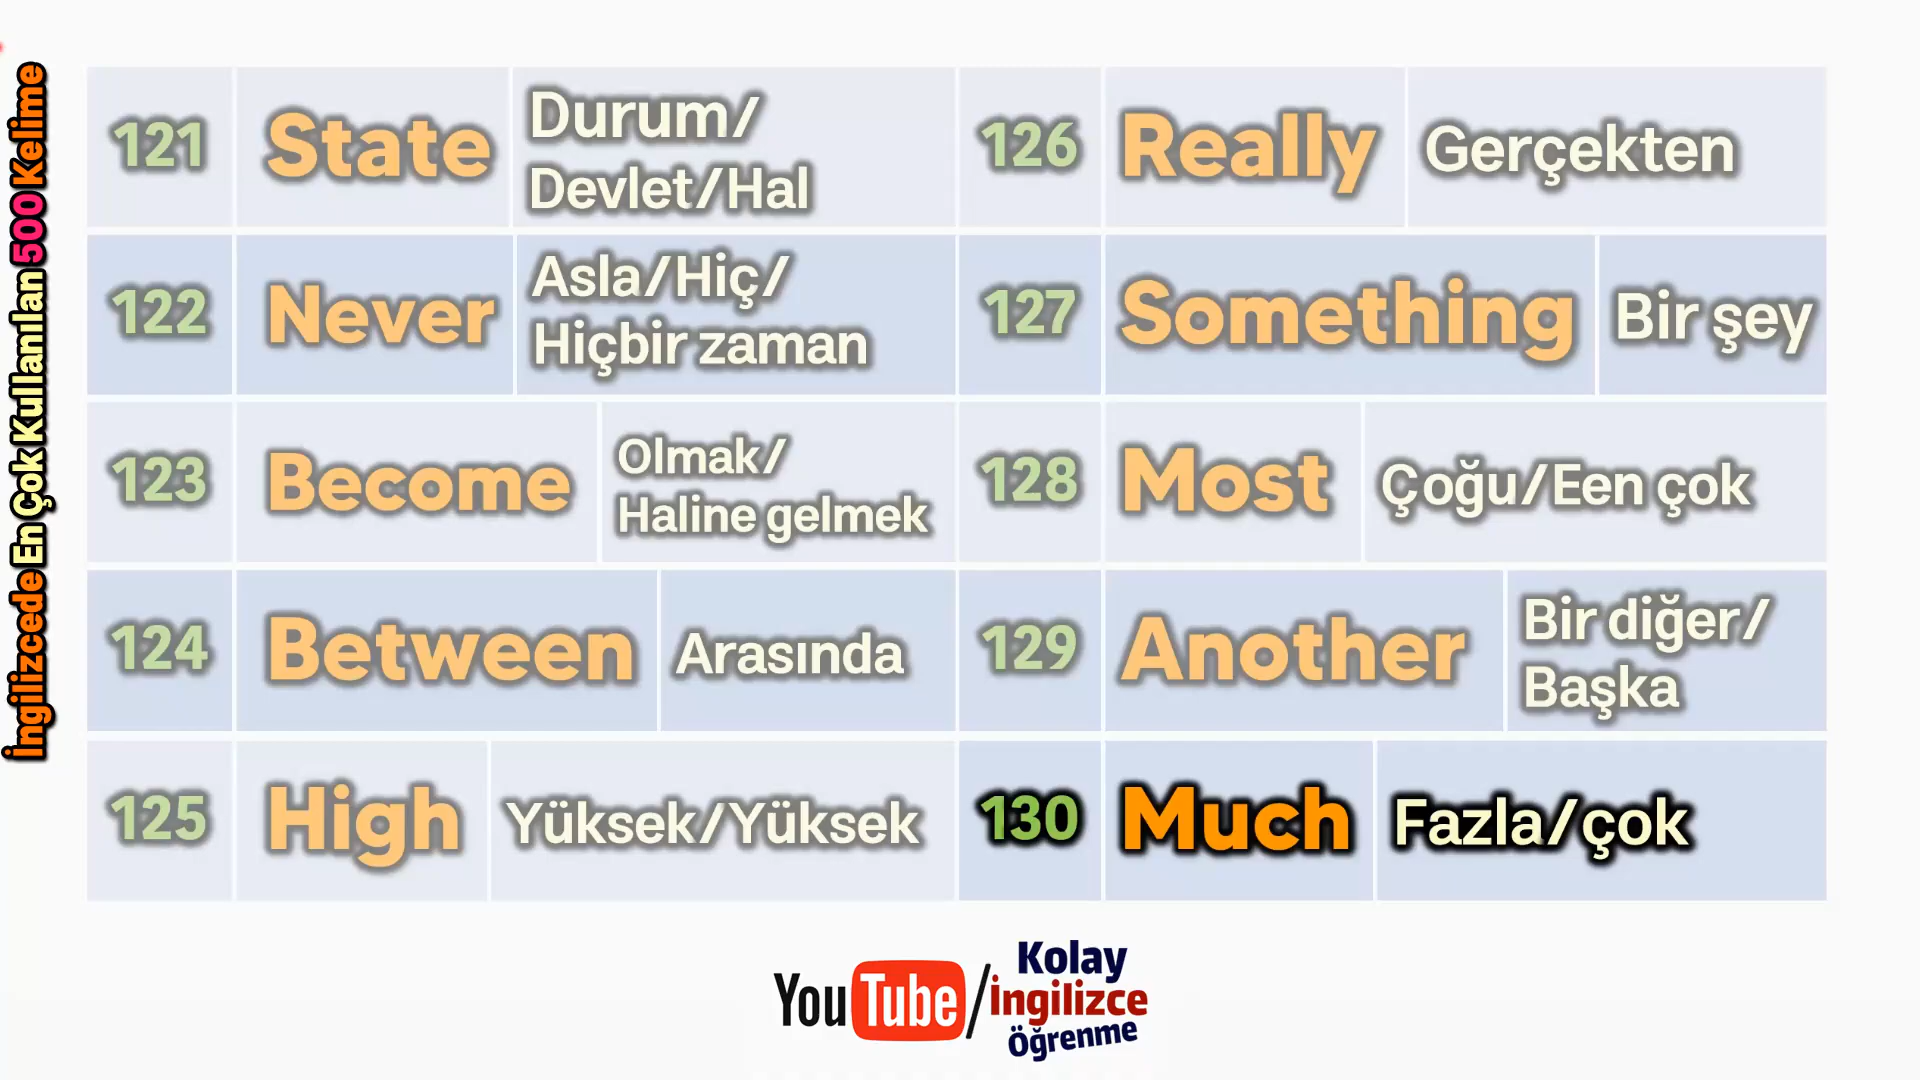 İngilizcede En Çok Kullanılan 500 Kelime
121 State Durum/
Devlet/Hal
122 Never Asla/Hiç/
Hiçbir zaman
123 Become Olmak/
Haline gelmek
124 Between Arasında
125 High Yüksek/Yüksek
126 Really Gerçekten
127 Something Bir şey
128 Most Çoğu/Een çok
129 Another Bir diğer/
Başka
130 Much Fazla/çok
YouTube/Kolay
İngilizce
Öğrenme